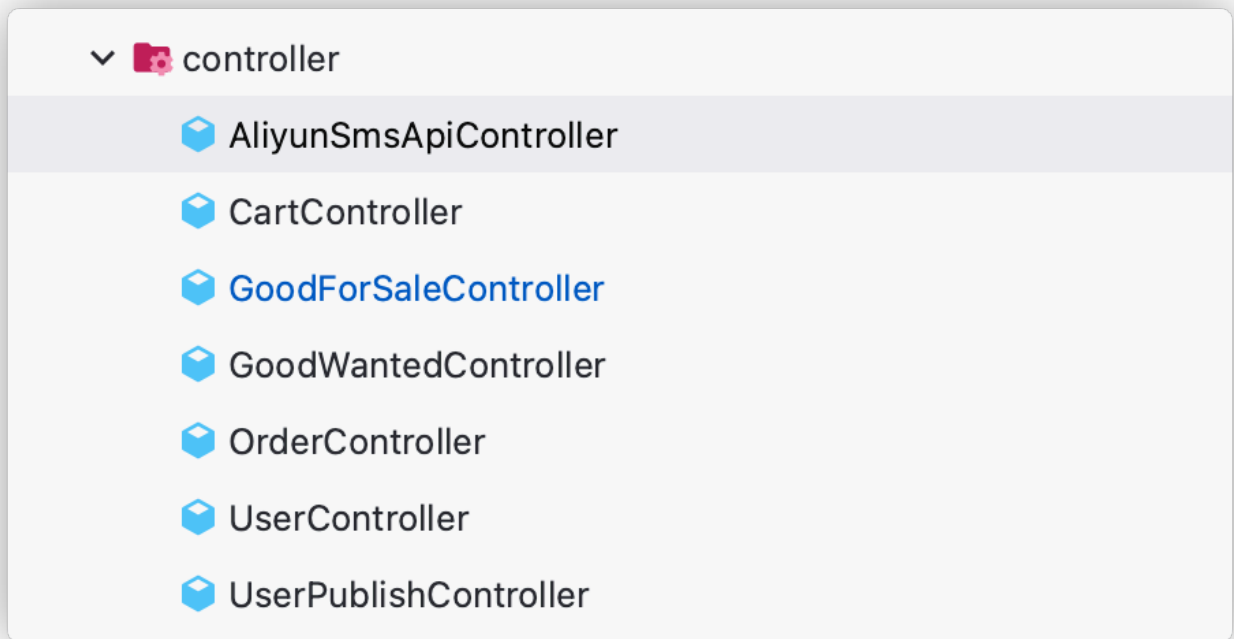 controller
AliyunSmsApiController
CartController
GoodForSaleController
GoodWantedController
OrderController
UserController
UserPublishController